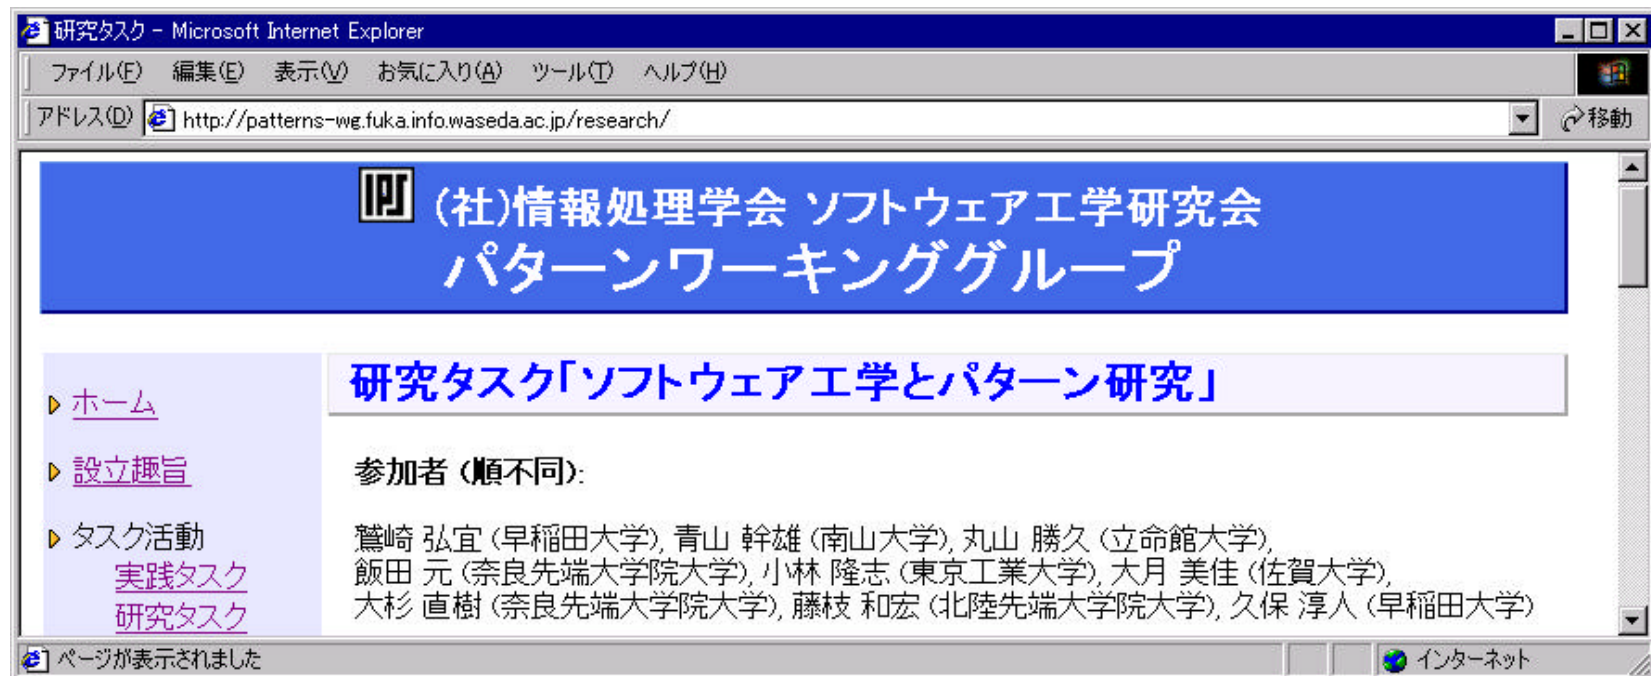 研究タスク - Microsoft Internet Explorer
ファイル(F) 編集(E) 表示(V) お気に入り(A) ツール(T) ヘルプ(H)
アドレス(D) http://patterns-wg.fuka.info.waseda.ac.jp/research/ 移動
IPSJ (社)情報処理学会 ソフトウェア工学研究会
パターンワーキンググループ
ホーム
設立趣旨
タスク活動
実践タスク
研究タスク
研究タスク「ソフトウェア工学とパターン研究」
参加者 (順不同):
鷲崎 弘宜 (早稲田大学), 青山 幹雄 (南山大学), 丸山 勝久 (立命館大学),
飯田 元 (奈良先端大学院大学), 小林 隆志 (東京工業大学), 大月 美佳 (佐賀大学),
大杉 直樹 (奈良先端大学院大学), 藤枝 和宏 (北陸先端大学院大学), 久保 淳人 (早稲田大学)
ページが表示されました インターネット